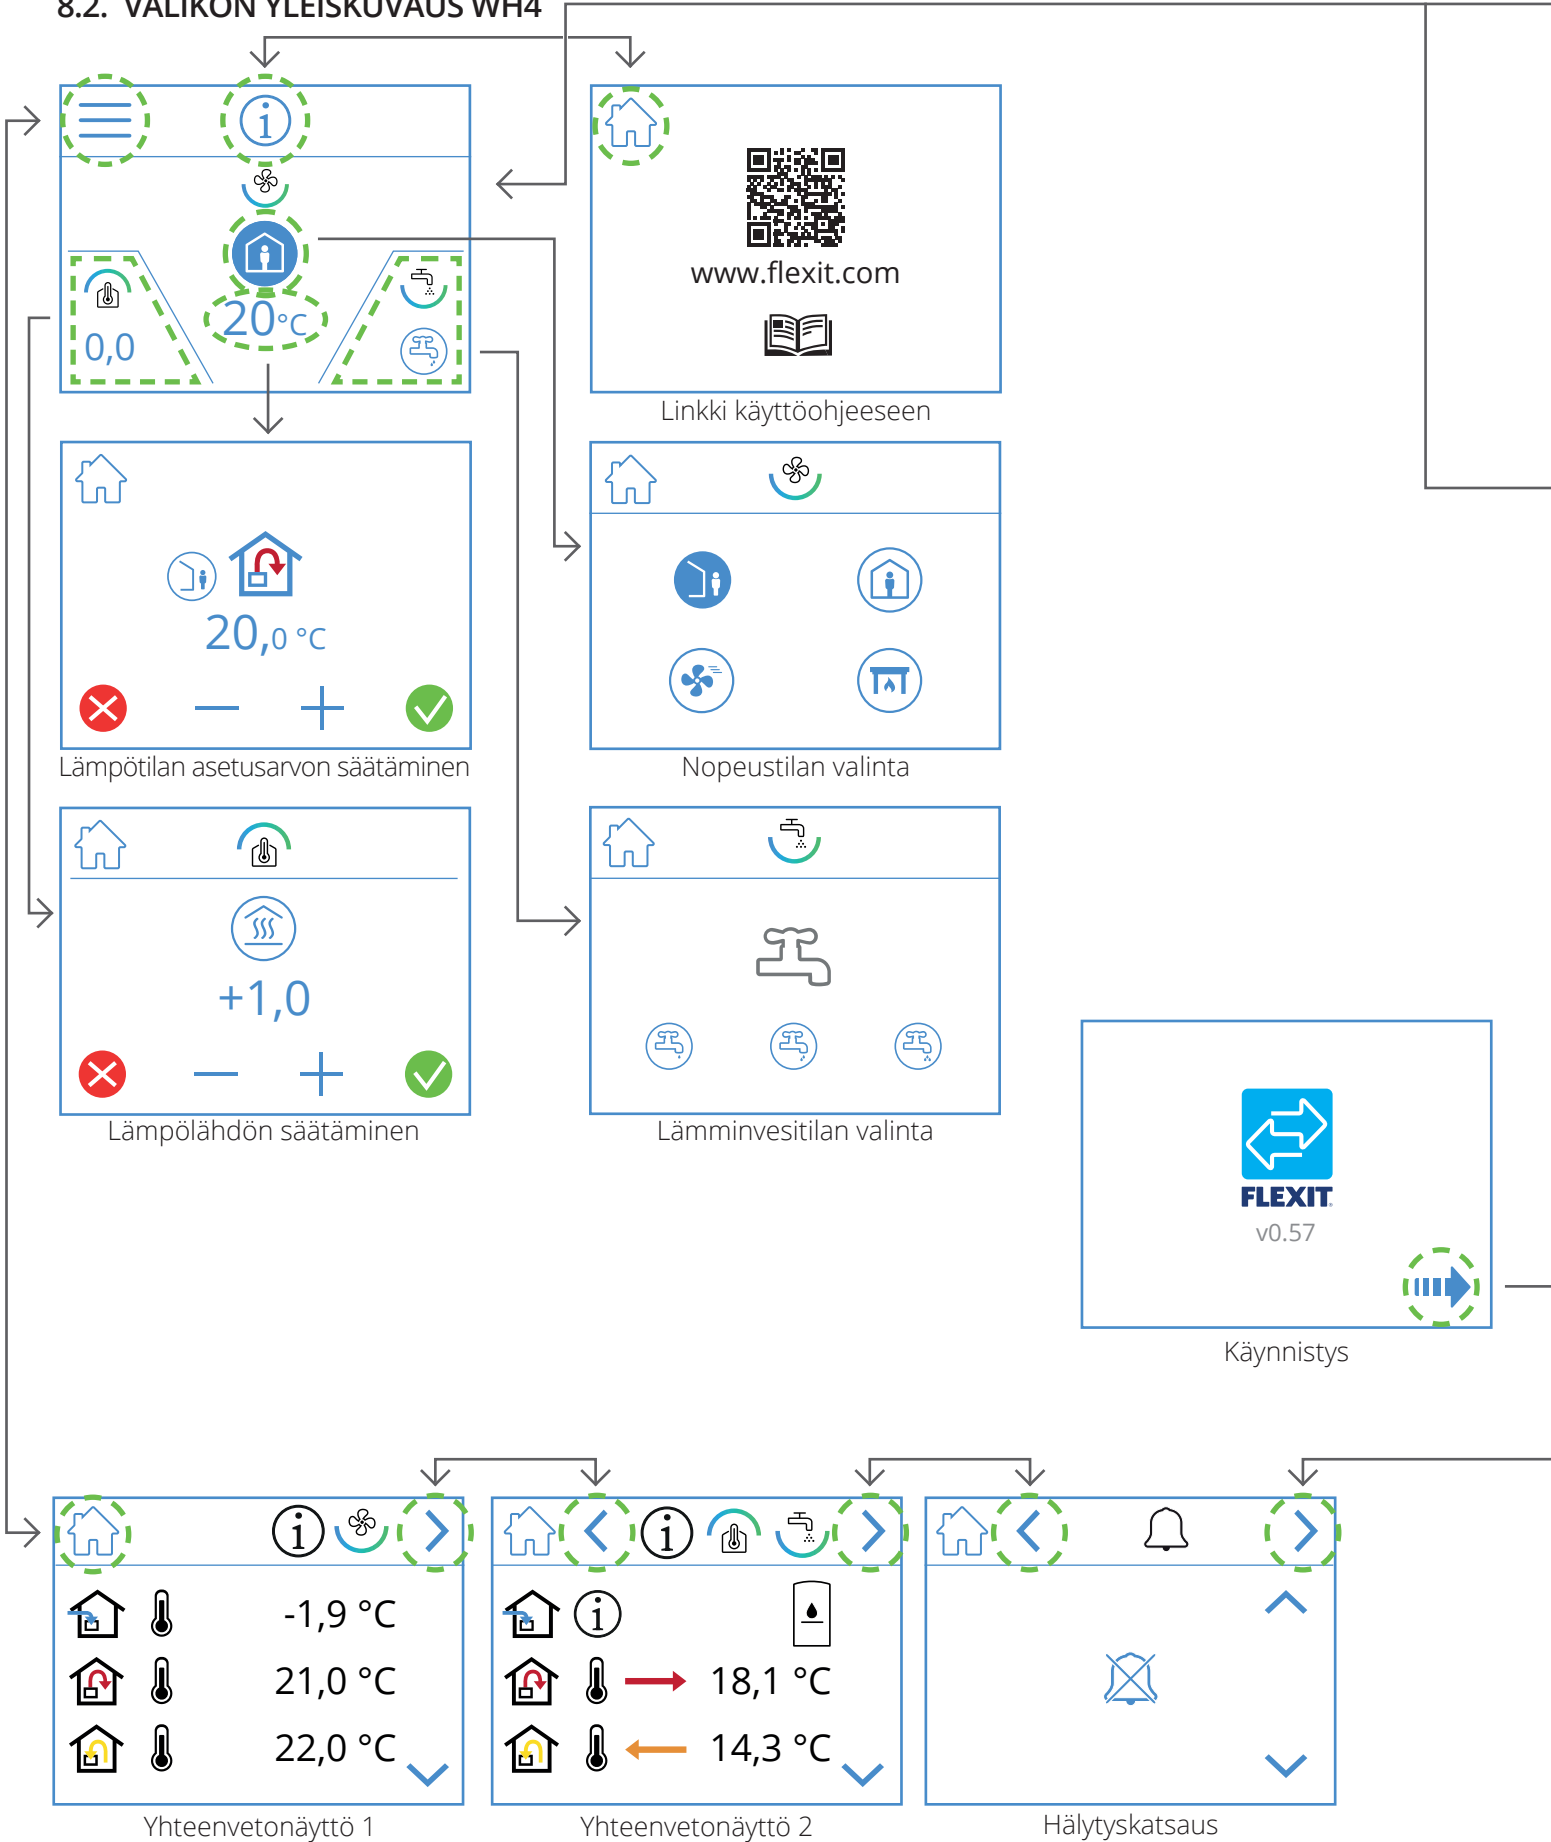 8.2. VALIKON YLEISKUVAUS WH4
i
0,0
20°C
www.flexit.com
Linkki käyttöohjeeseen
20,0 °C
Lämpötilan asetusarvon säätäminen
Nopeustilan valinta
+1,0
Lämpölähdön säätäminen
Lämminvesitilan valinta
FLEXIT
v0.57
Käynnistys
i
-1,9 °C
21,0 °C
22,0 °C
Yhteenvetonäyttö 1
i
i
18,1 °C
14,3 °C
Yhteenvetonäyttö 2
Hälytyskatsaus